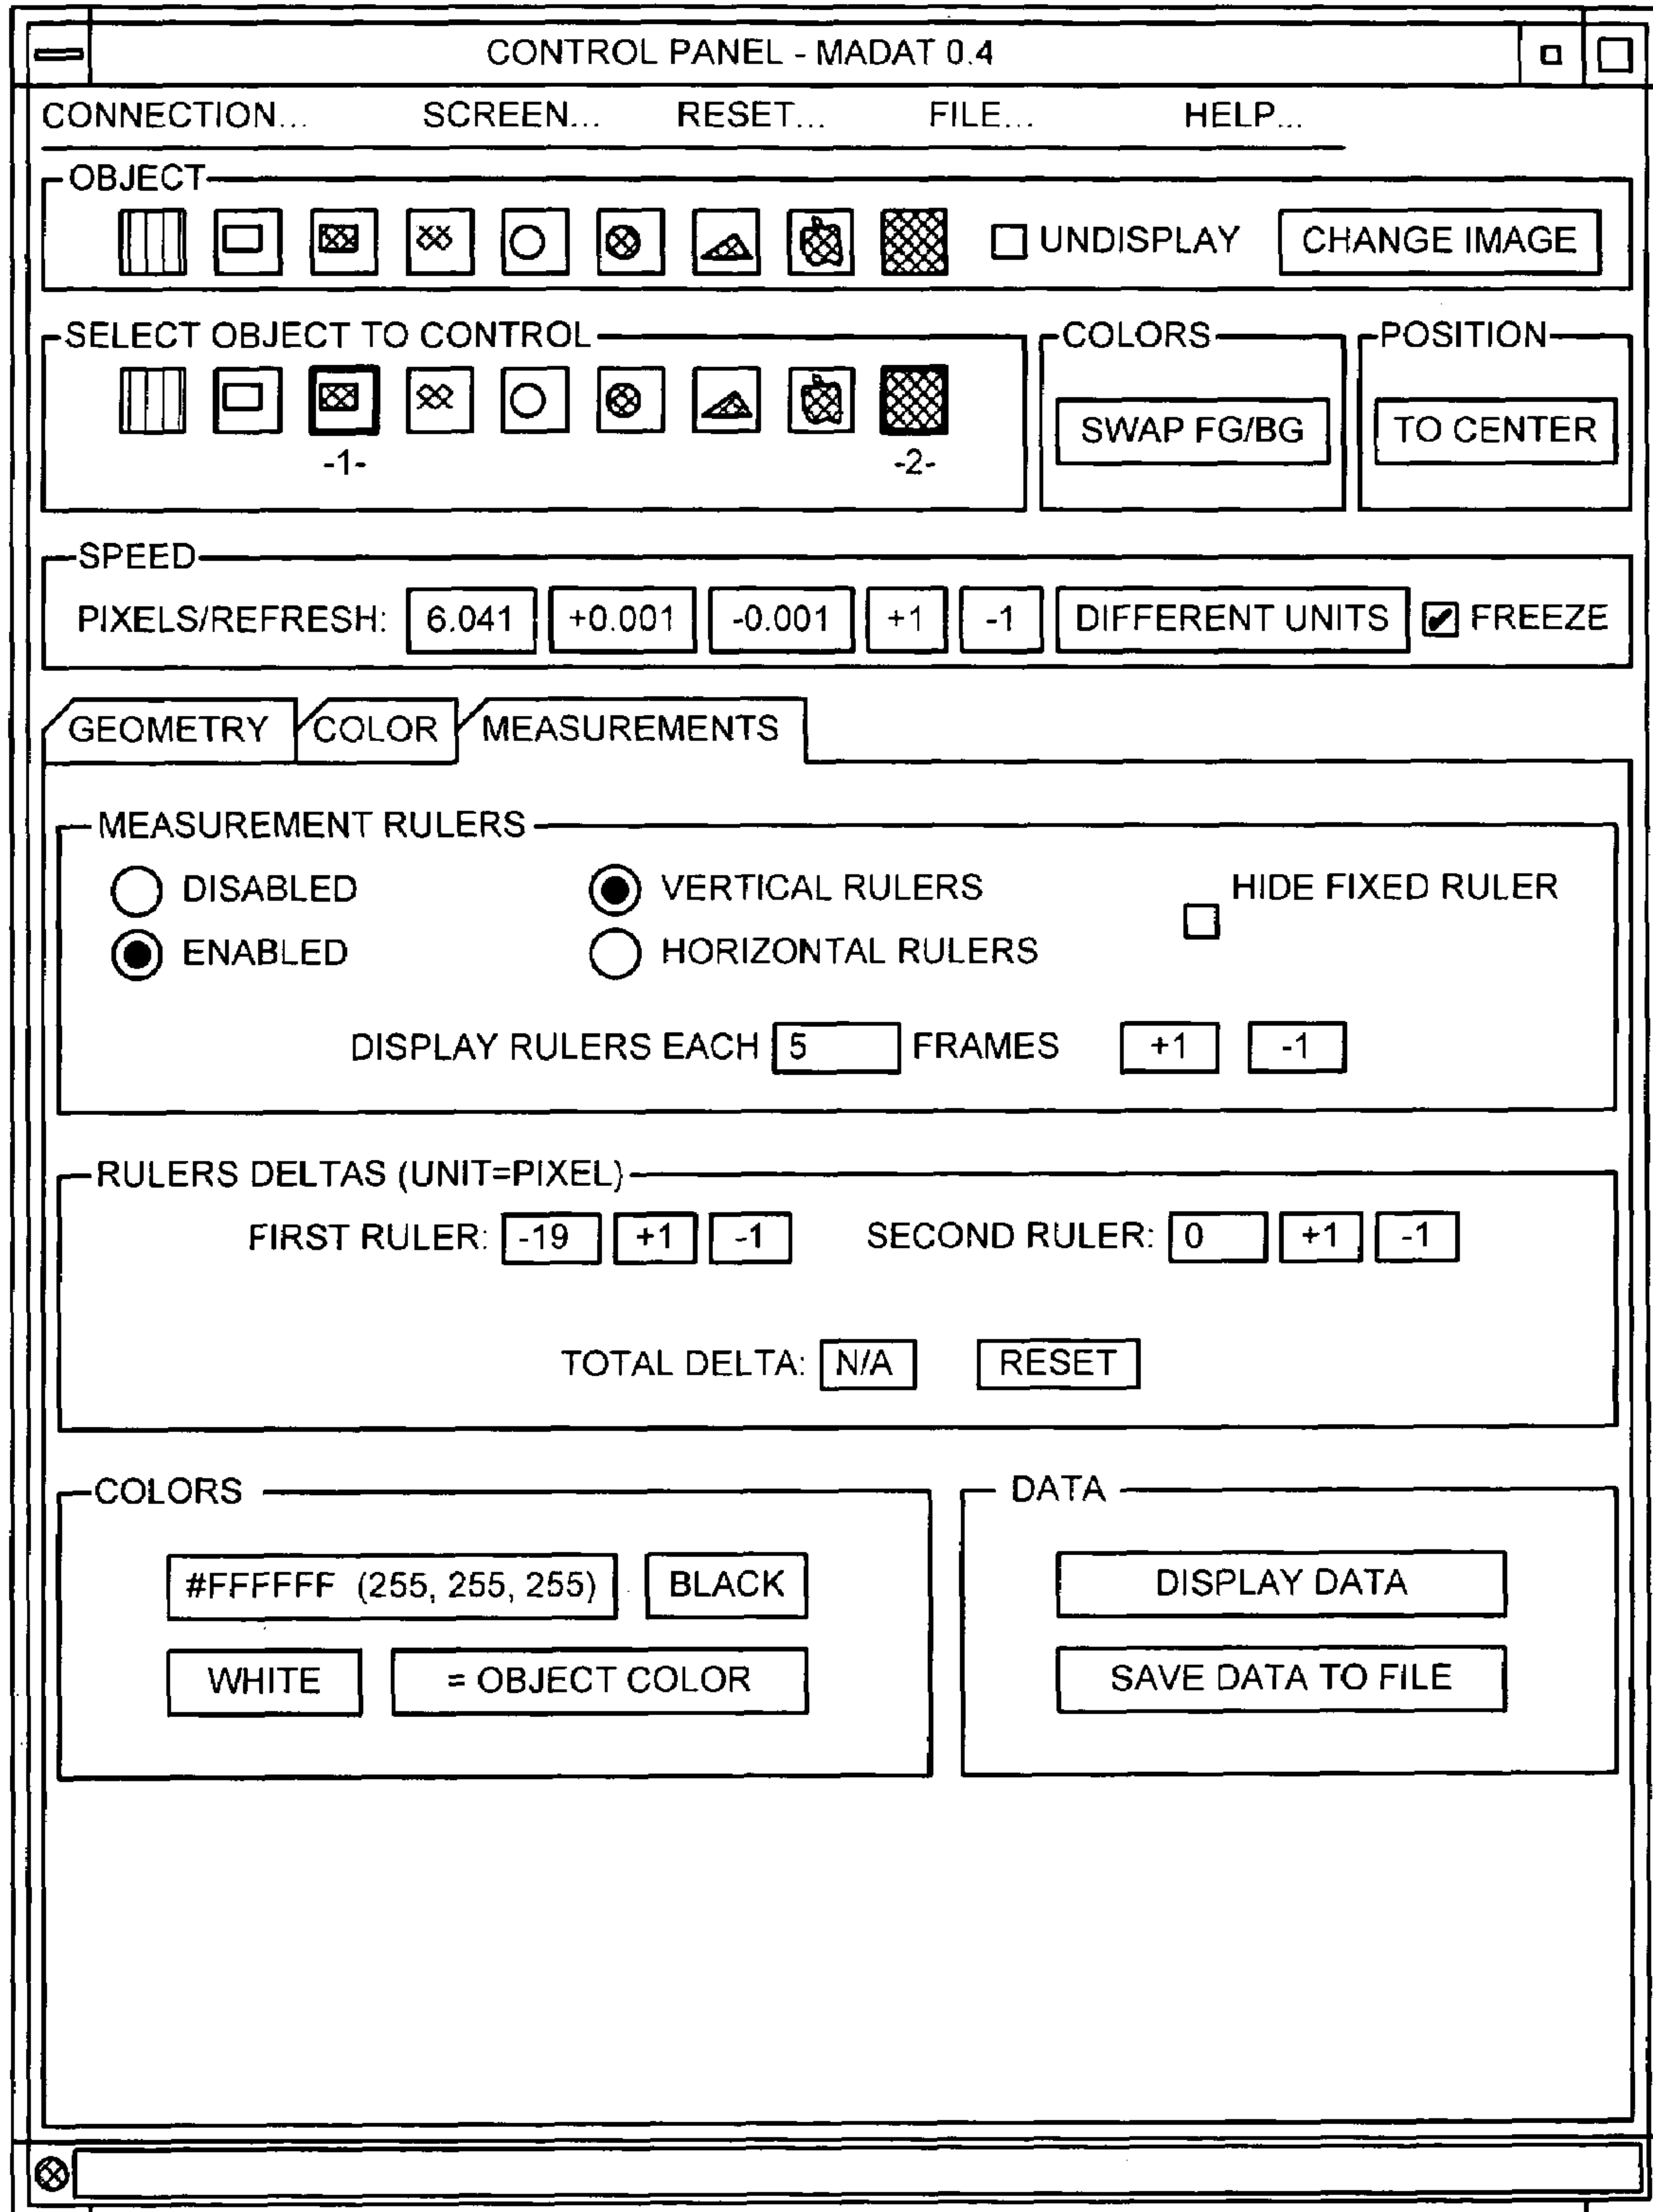 CONTROL PANEL - MADAT 0.4
CONNECTION... SCREEN... RESET... FILE... HELP...
OBJECT
UNDISPLAY CHANGE IMAGE
SELECT OBJECT TO CONTROL COLORS POSITION
SWAP FG/BG TO CENTER
-1- -2-
SPEED
PIXELS/REFRESH: 6.041 +0.001 -0.001 +1 -1 DIFFERENT UNITS FREEZE
GEOMETRY COLOR MEASUREMENTS
MEASUREMENT RULERS
DISABLED VERTICAL RULERS HIDE FIXED RULER
ENABLED HORIZONTAL RULERS
DISPLAY RULERS EACH 5 FRAMES +1 -1
RULERS DELTAS (UNIT=PIXEL)
FIRST RULER: -19 +1 -1 SECOND RULER: 0 +1 -1
TOTAL DELTA: N/A RESET
COLORS DATA
#FFFFFF (255, 255, 255) BLACK DISPLAY DATA
WHITE = OBJECT COLOR SAVE DATA TO FILE